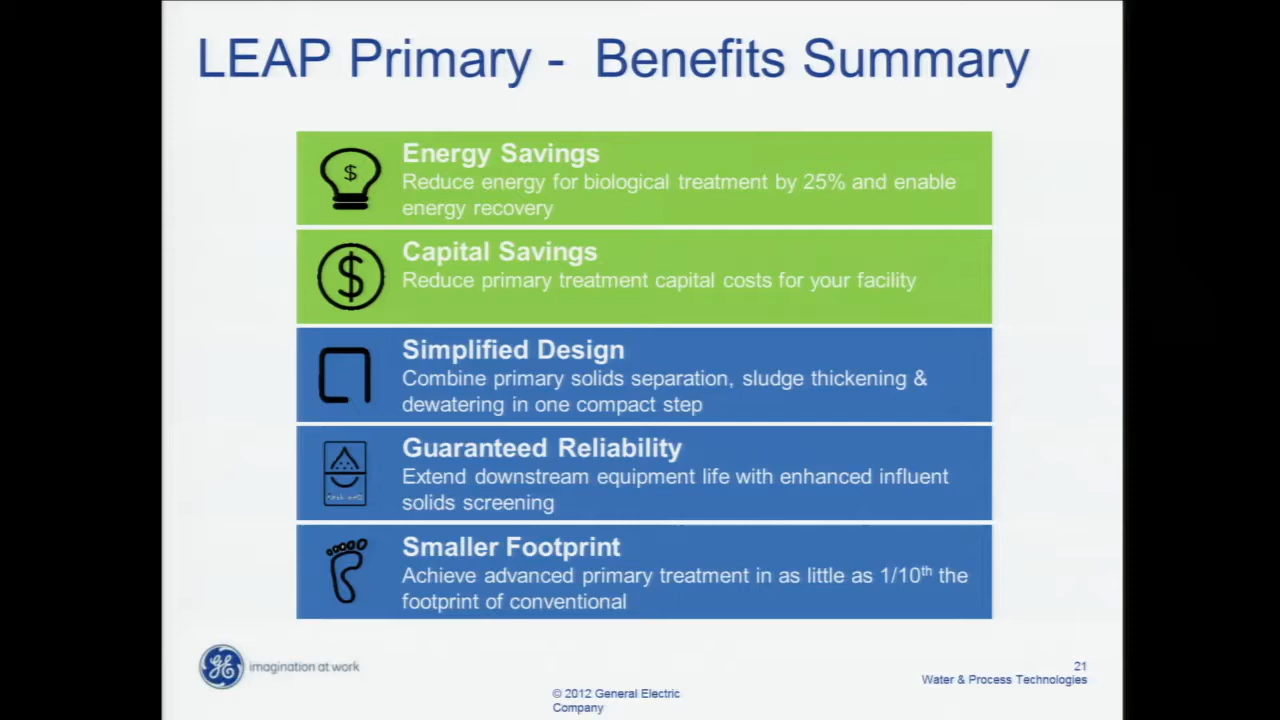 LEAP Primary - Benefits Summary
$
Energy Savings
Reduce energy for biological treatment by 25% and enable
energy recovery
$
Capital Savings
Reduce primary treatment capital costs for your facility
Simplified Design
Combine primary solids separation, sludge thickening &
dewatering in one compact step
Guaranteed Reliability
Extend downstream equipment life with enhanced influent
solids screening
Smaller Footprint
Achieve advanced primary treatment in as little as 1/10th the
footprint of conventional
GE
imagination at work
© 2012 General Electric
Company
21
Water & Process Technologies